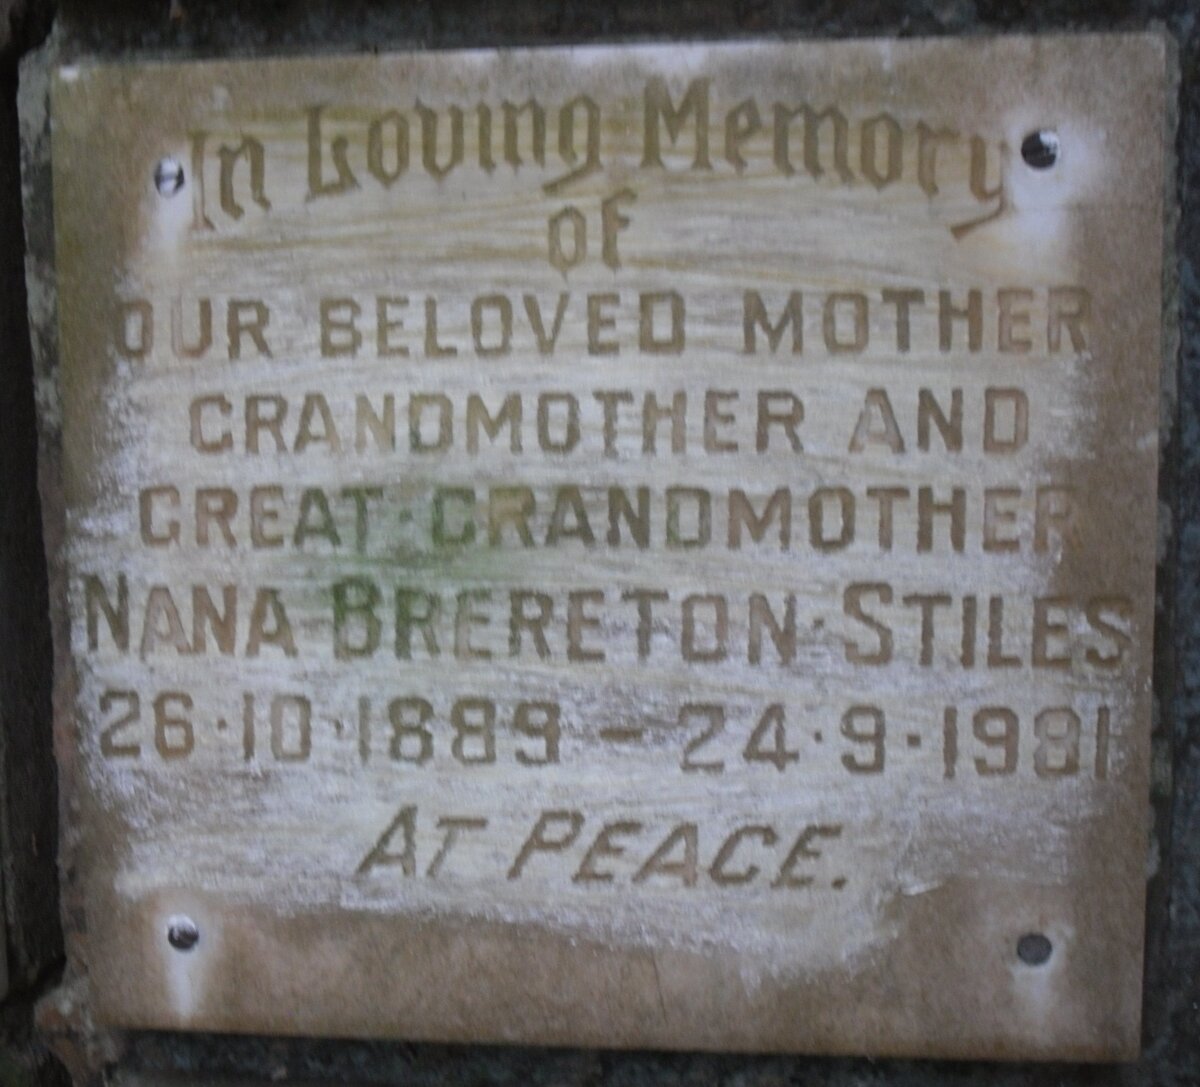 In Loving Memory
of
OUR BELOVED MOTHER
GRANDMOTHER AND
GREAT·GRANDMOTHER
NANA BRERETON·STILES
26·10·1889 – 24·9·1981
AT PEACE.